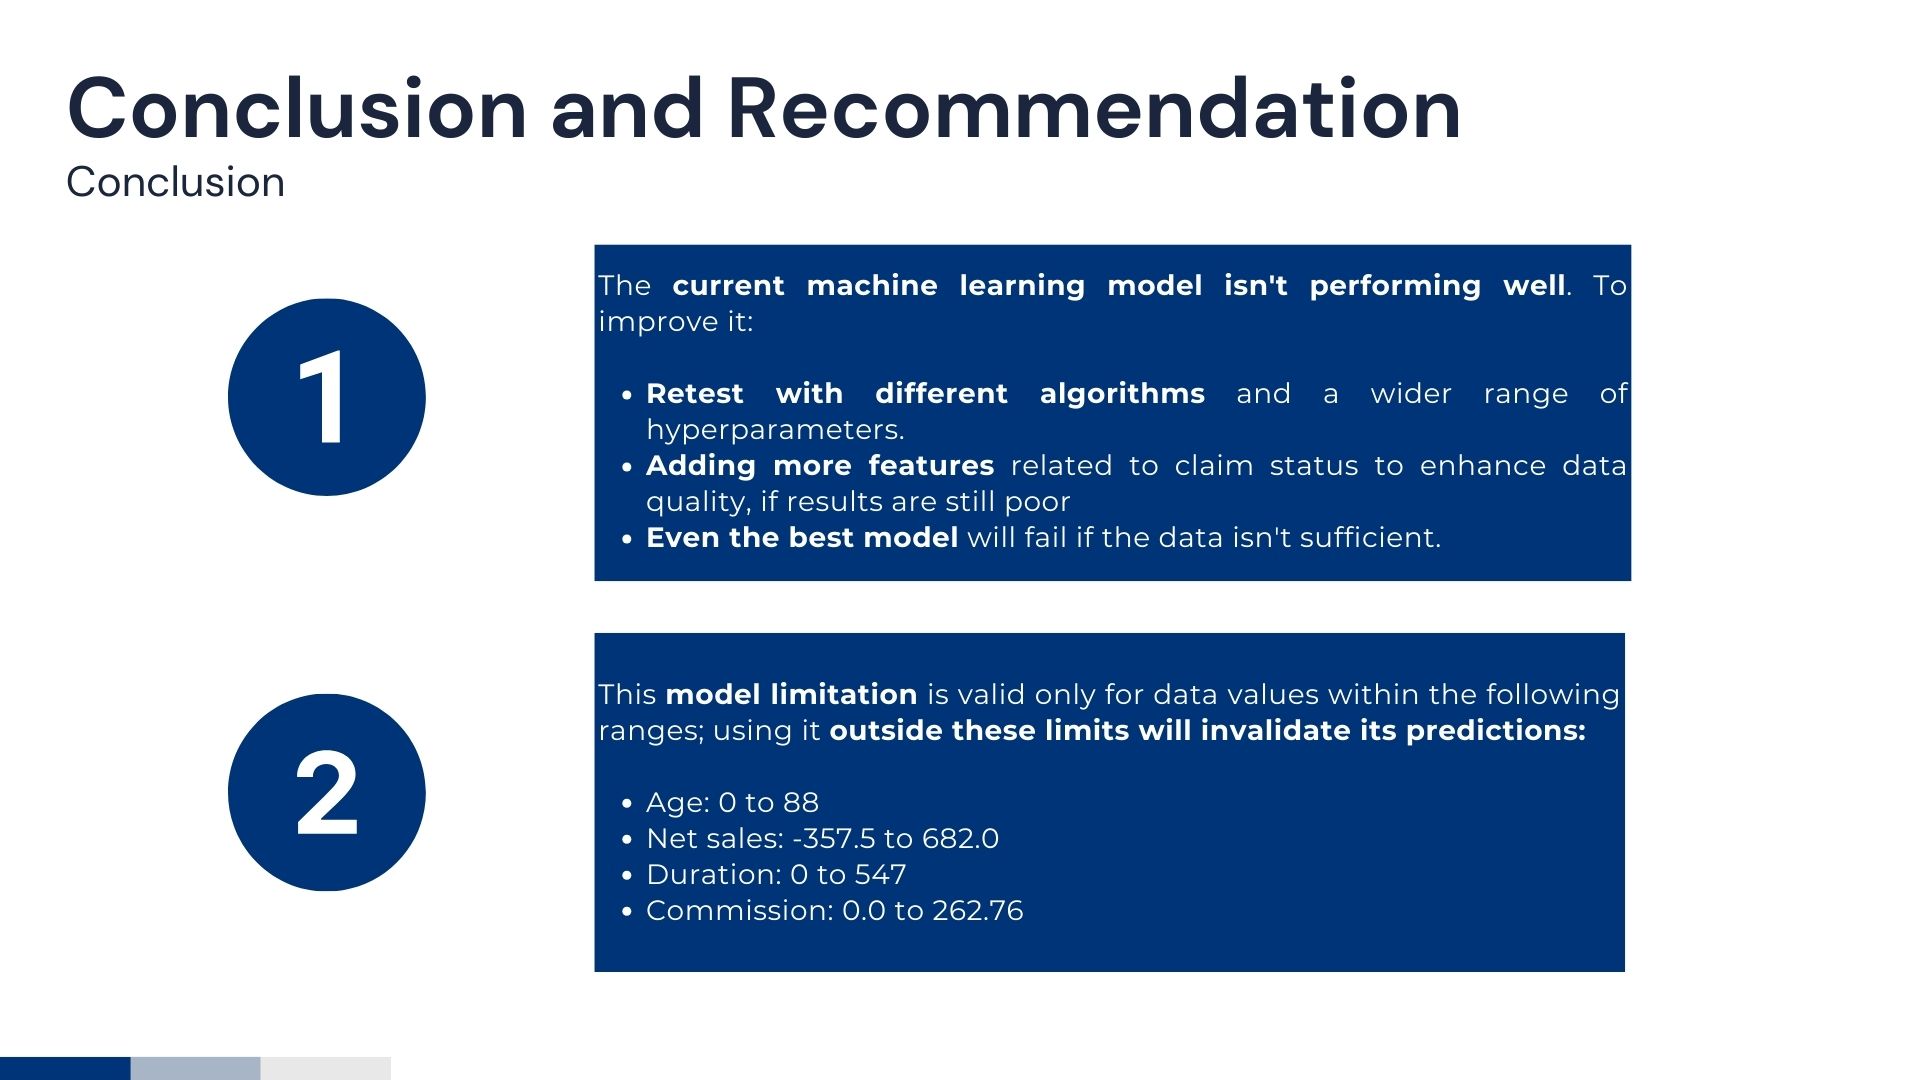 Conclusion and Recommendation
Conclusion
1
The current machine learning model isn't performing well. To
improve it:
• Retest with different algorithms and a wider range of
hyperparameters.
• Adding more features related to claim status to enhance data
quality, if results are still poor
• Even the best model will fail if the data isn't sufficient.
2
This model limitation is valid only for data values within the following
ranges; using it outside these limits will invalidate its predictions:
• Age: 0 to 88
• Net sales: -357.5 to 682.0
• Duration: 0 to 547
• Commission: 0.0 to 262.76